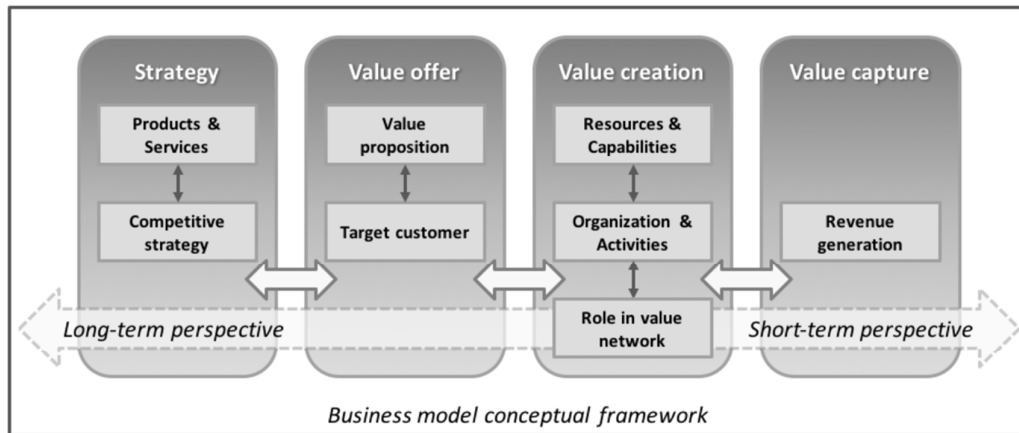 Strategy
Products &
Services
Competitive
strategy
Value offer
Value
proposition
Target customer
Value creation
Resources &
Capabilities
Organization &
Activities
Role in value
network
Value capture
Revenue
generation
Long-term perspective
Short-term perspective
Business model conceptual framework